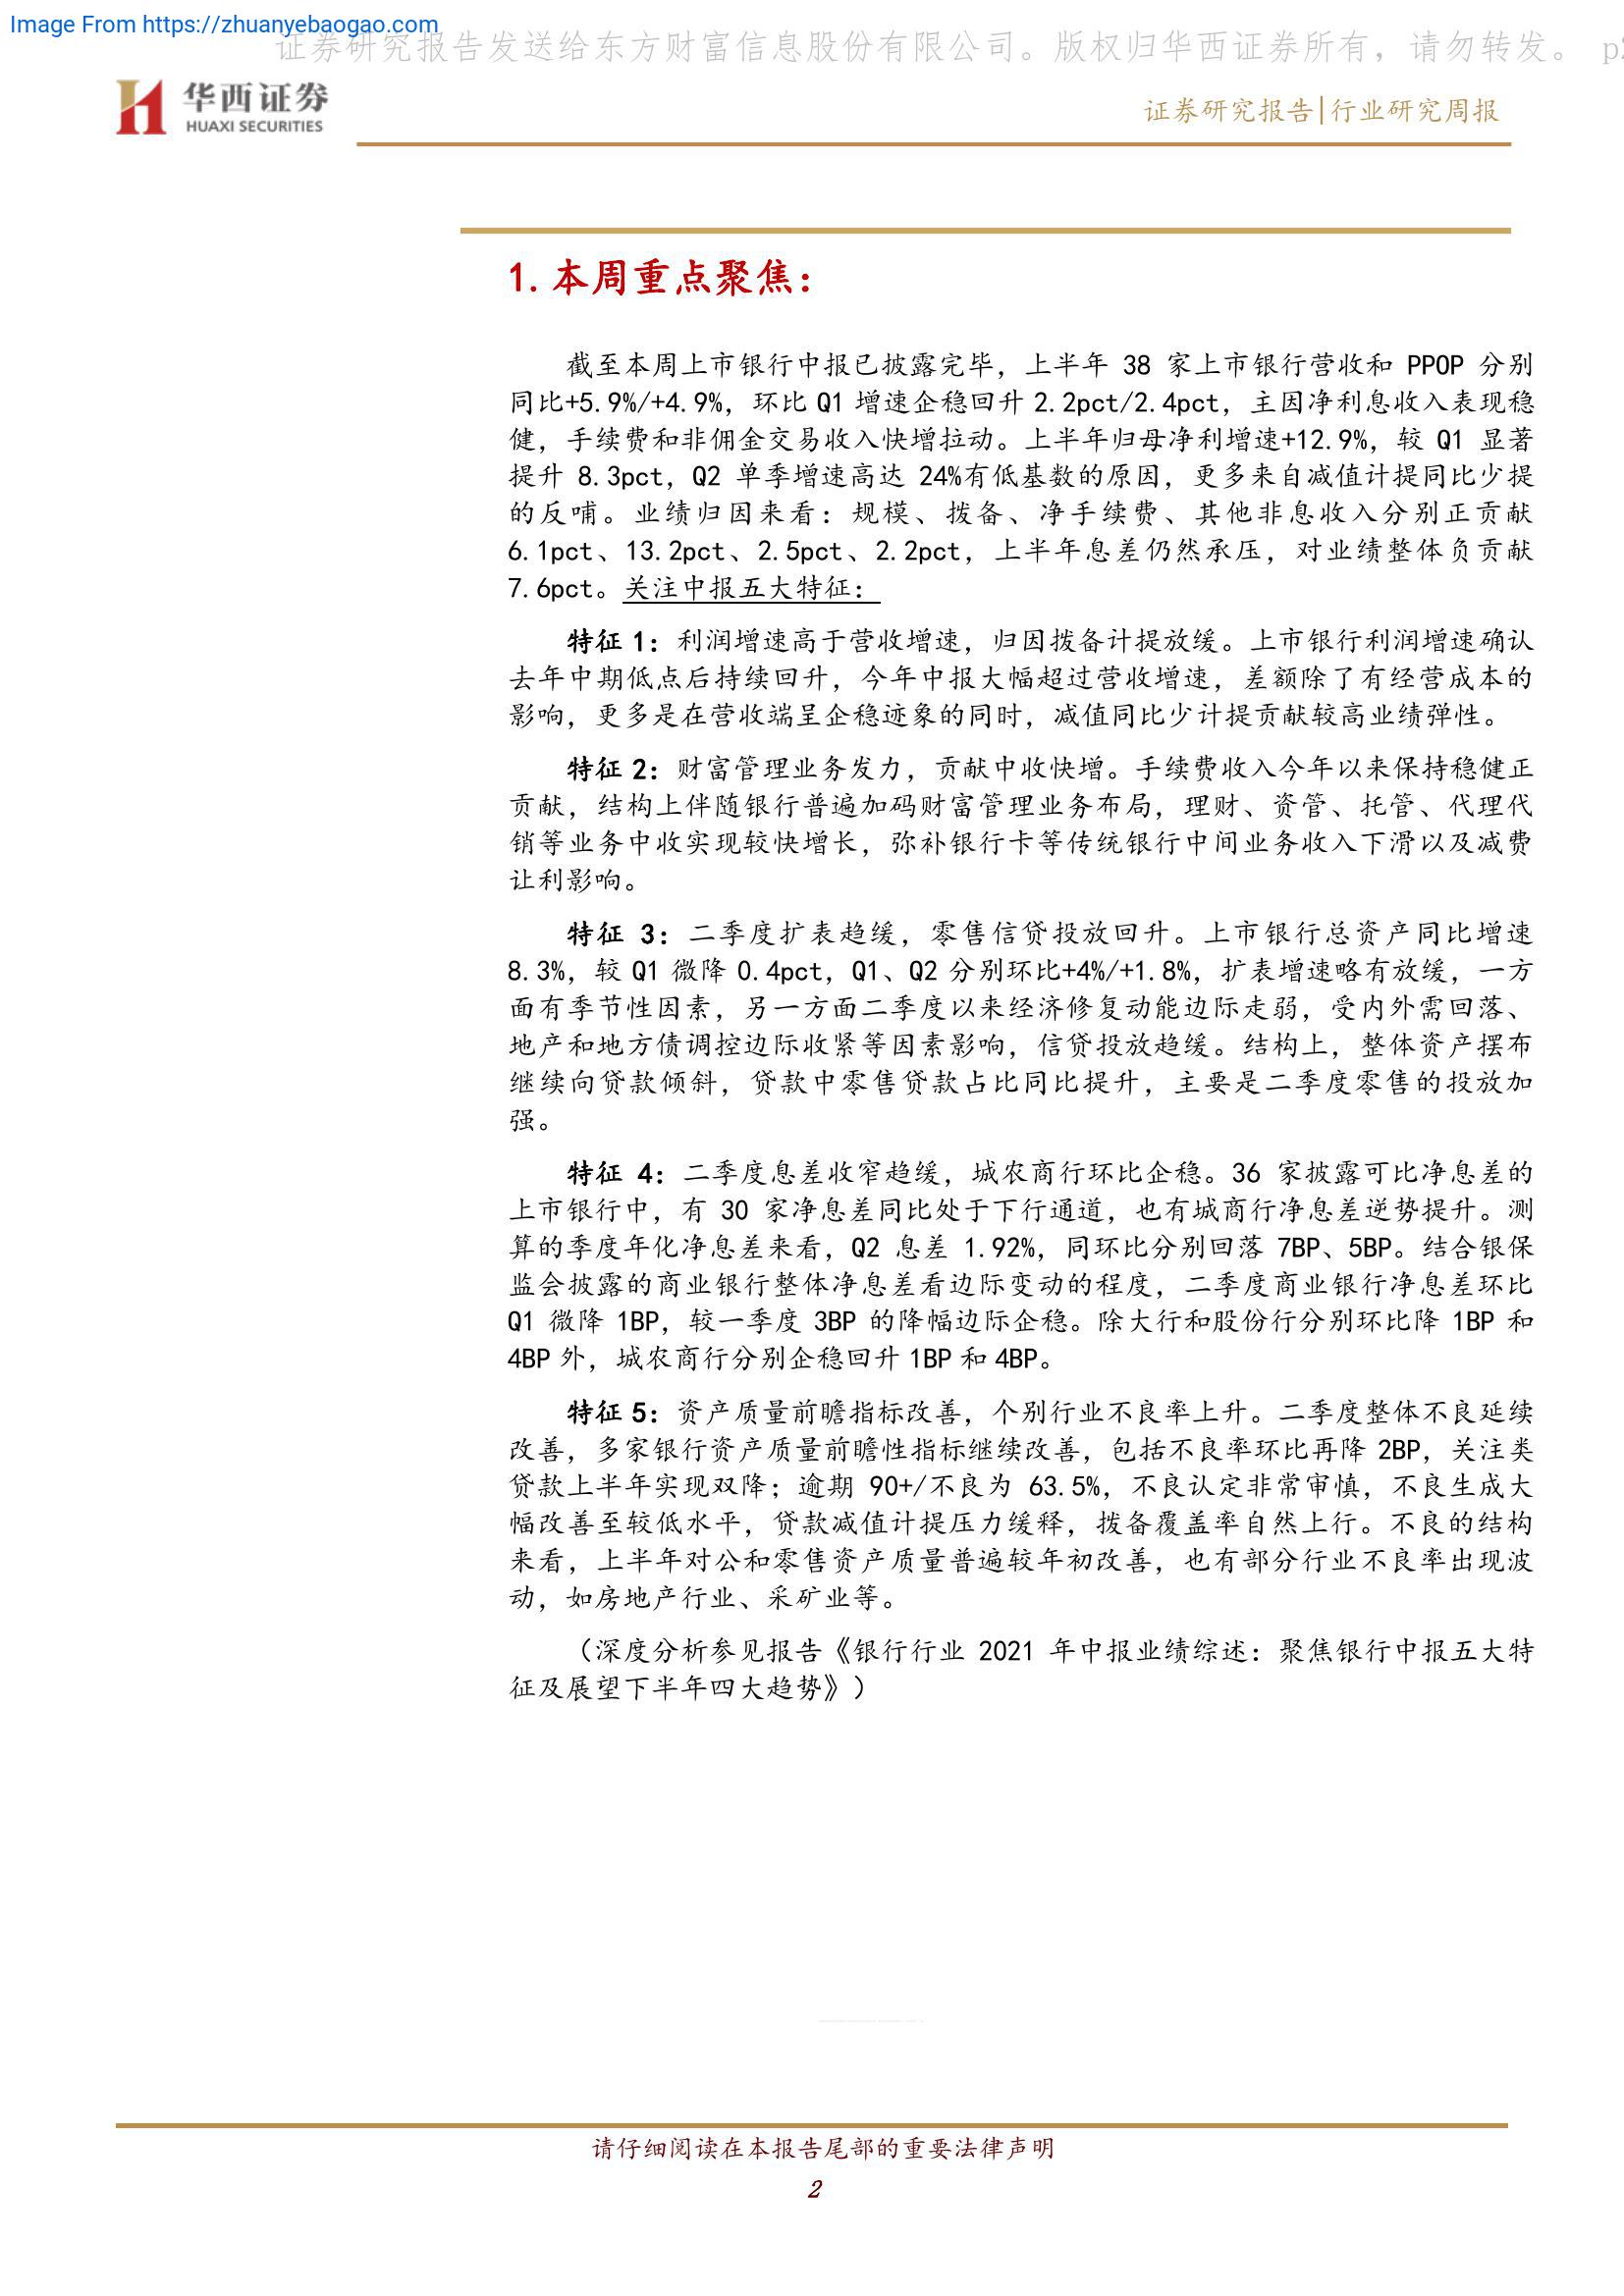 Image From https://zhuanyebaogao.com
证券研究报告发送给东方财富信息股份有限公司。版权归华西证券所有，请勿转发。 p2
华西证券
HUAXI SECURITIES
证券研究报告|行业研究周报
1.本周重点聚焦：
截至本周上市银行中报已披露完毕，上半年 38 家上市银行营收和 PPOP 分别
同比+5.9%/+4.9%，环比 Q1 增速企稳回升 2.2pct/2.4pct，主因净利息收入表现稳
健，手续费和非佣金交易收入快增拉动。上半年归母净利增速+12.9%，较 Q1 显著
提升 8.3pct，Q2 单季增速高达 24%有低基数的原因，更多来自减值计提同比少提
的反哺。业绩归因来看：规模、拨备、净手续费、其他非息收入分别正贡献
6.1pct、13.2pct、2.5pct、2.2pct，上半年息差仍然承压，对业绩整体负贡献
7.6pct。关注中报五大特征：
特征 1：利润增速高于营收增速，归因拨备计提放缓。上市银行利润增速确认
去年中期低点后持续回升，今年中报大幅超过营收增速，差额除了有经营成本的
影响，更多是在营收端呈企稳迹象的同时，减值同比少计提贡献较高业绩弹性。
特征 2：财富管理业务发力，贡献中收快增。手续费收入今年以来保持稳健正
贡献，结构上伴随银行普遍加码财富管理业务布局，理财、资管、托管、代理代
销等业务中收实现较快增长，弥补银行卡等传统银行中间业务收入下滑以及减费
让利影响。
特征 3：二季度扩表趋缓，零售信贷投放回升。上市银行总资产同比增速
8.3%，较 Q1 微降 0.4pct，Q1、Q2 分别环比+4%/+1.8%，扩表增速略有放缓，一方
面有季节性因素，另一方面二季度以来经济修复动能边际走弱，受内外需回落、
地产和地方债调控边际收紧等因素影响，信贷投放趋缓。结构上，整体资产摆布
继续向贷款倾斜，贷款中零售贷款占比同比提升，主要是二季度零售的投放加
强。
特征 4：二季度息差收窄趋缓，城农商行环比企稳。36 家披露可比净息差的
上市银行中，有 30 家净息差同比处于下行通道，也有城商行净息差逆势提升。测
算的季度年化净息差来看，Q2 息差 1.92%，同环比分别回落 7BP、5BP。结合银保
监会披露的商业银行整体净息差看边际变动的程度，二季度商业银行净息差环比
Q1 微降 1BP，较一季度 3BP 的降幅边际企稳。除大行和股份行分别环比降 1BP 和
4BP 外，城农商行分别企稳回升 1BP 和 4BP。
特征 5：资产质量前瞻指标改善，个别行业不良率上升。二季度整体不良延续
改善，多家银行资产质量前瞻性指标继续改善，包括不良率环比再降 2BP，关注类
贷款上半年实现双降；逾期 90+/不良为 63.5%，不良认定非常审慎，不良生成大
幅改善至较低水平，贷款减值计提压力缓释，拨备覆盖率自然上行。不良的结构
来看，上半年对公和零售资产质量普遍较年初改善，也有部分行业不良率出现波
动，如房地产行业、采矿业等。
（深度分析参见报告《银行行业 2021 年中报业绩综述：聚焦银行中报五大特
征及展望下半年四大趋势》）
请仔细阅读在本报告尾部的重要法律声明
2